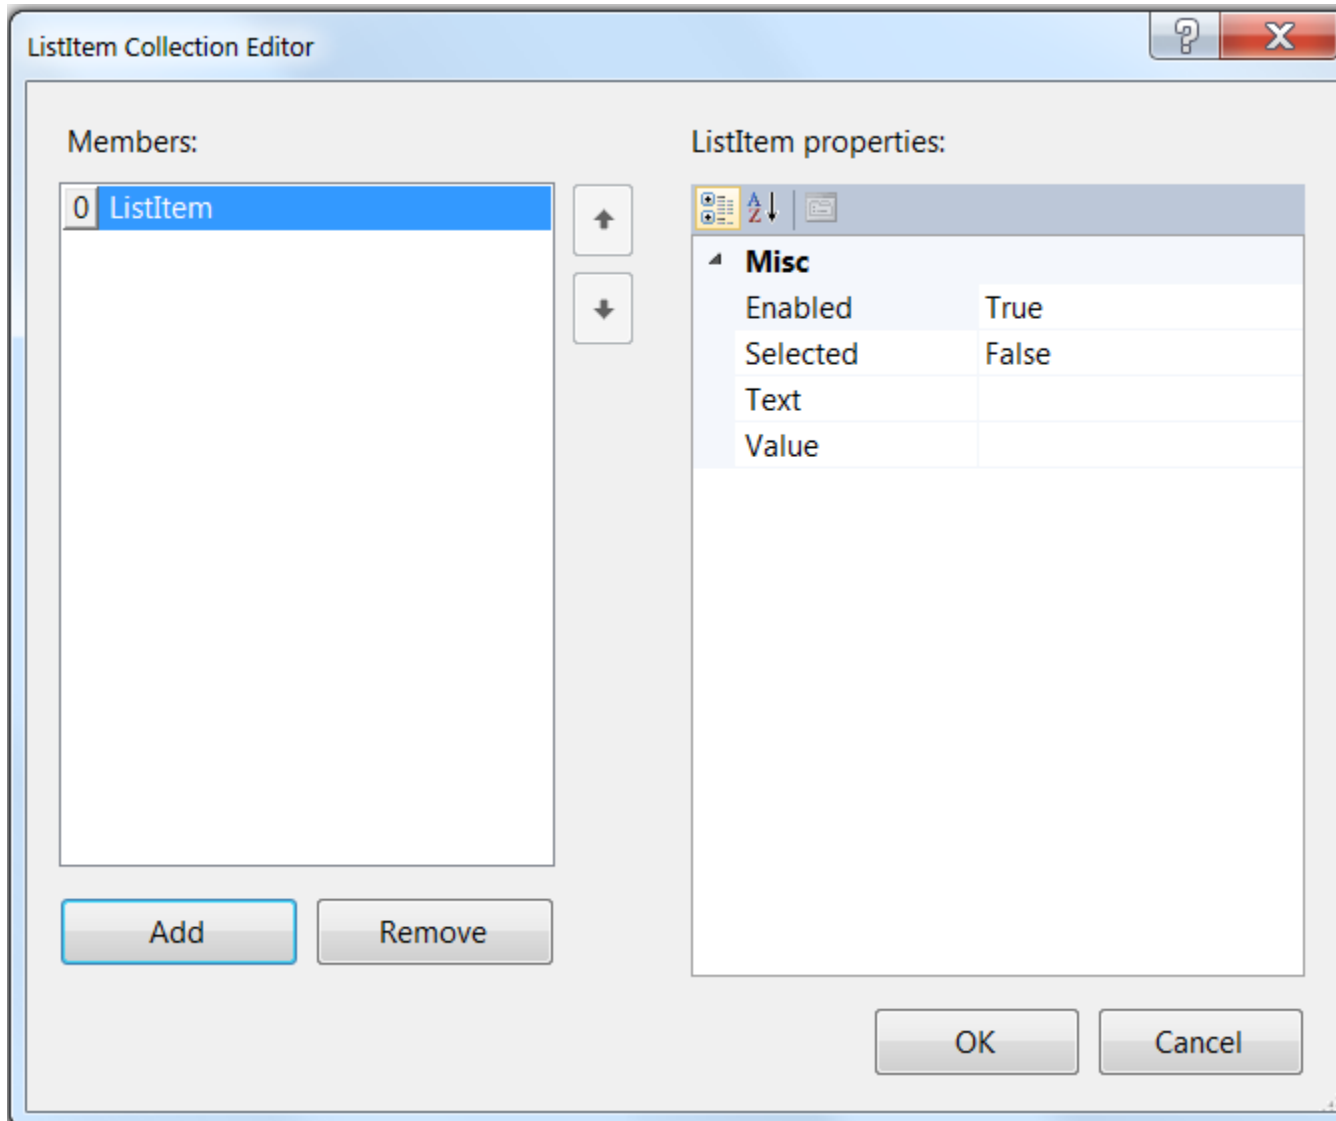 ListItem Collection Editor
Members:
0 ListItem
Add
Remove
ListItem properties:
Misc
Enabled True
Selected False
Text
Value
OK
Cancel